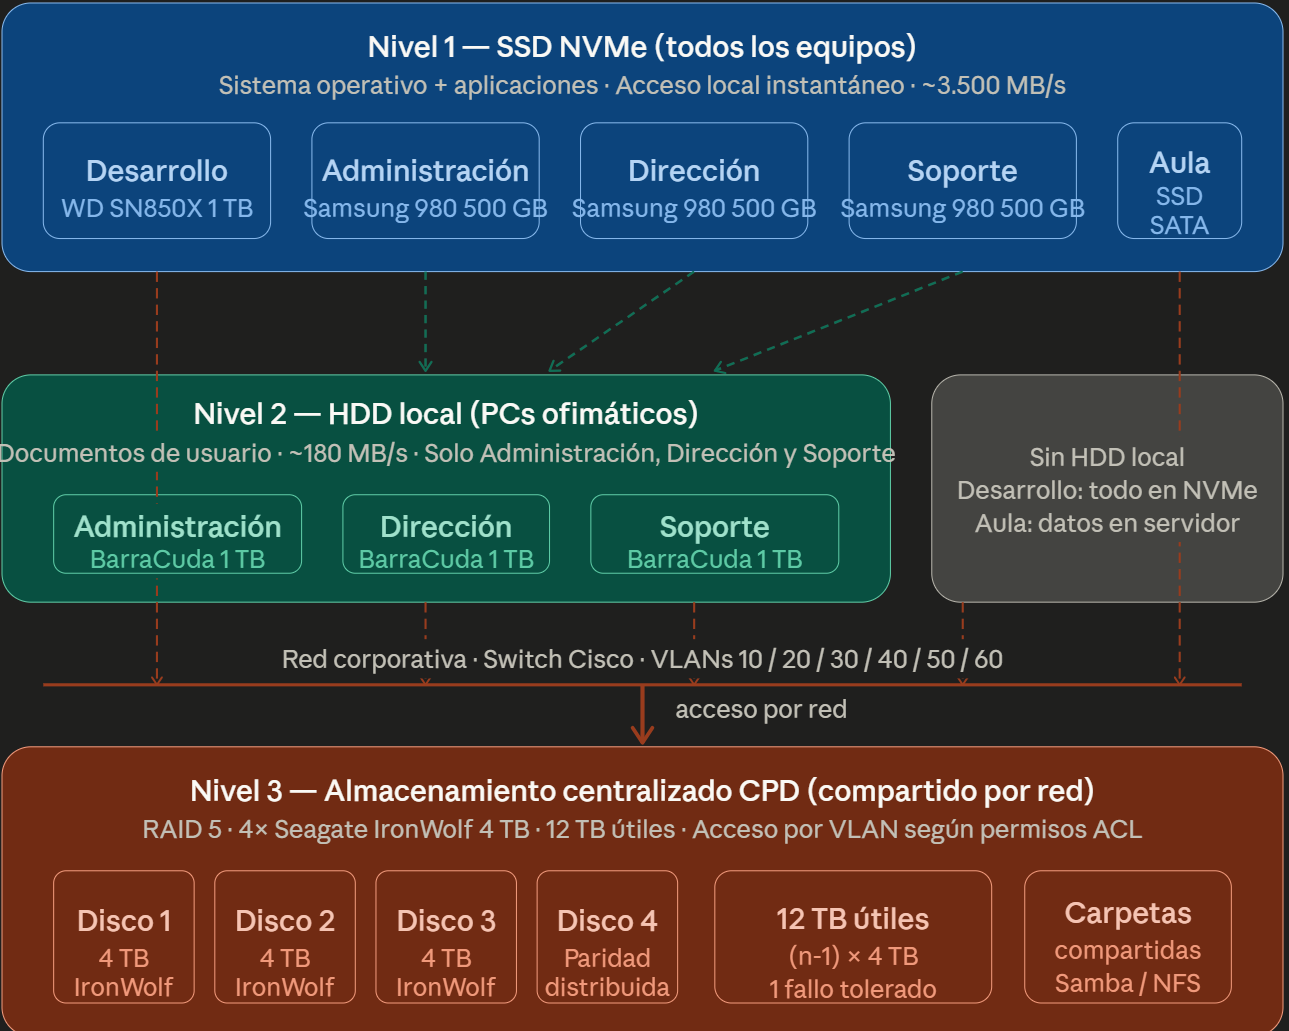 Nivel 1 — SSD NVMe (todos los equipos)
Sistema operativo + aplicaciones · Acceso local instantáneo · ~3.500 MB/s
Desarrollo
WD SN850X 1 TB
Administración
Samsung 980 500 GB
Dirección
Samsung 980 500 GB
Soporte
Samsung 980 500 GB
Aula
SSD
SATA
Nivel 2 — HDD local (PCs ofimáticos)
Documentos de usuario · ~180 MB/s · Solo Administración, Dirección y Soporte
Administración
BarraCuda 1 TB
Dirección
BarraCuda 1 TB
Soporte
BarraCuda 1 TB
Sin HDD local
Desarrollo: todo en NVMe
Aula: datos en servidor
Red corporativa · Switch Cisco · VLANs 10 / 20 / 30 / 40 / 50 / 60
acceso por red
Nivel 3 — Almacenamiento centralizado CPD (compartido por red)
RAID 5 · 4× Seagate IronWolf 4 TB · 12 TB útiles · Acceso por VLAN según permisos ACL
Disco 1
4 TB
IronWolf
Disco 2
4 TB
IronWolf
Disco 3
4 TB
IronWolf
Disco 4
Paridad
distribuida
12 TB útiles
(n-1) × 4 TB
1 fallo tolerado
Carpetas
compartidas
Samba / NFS